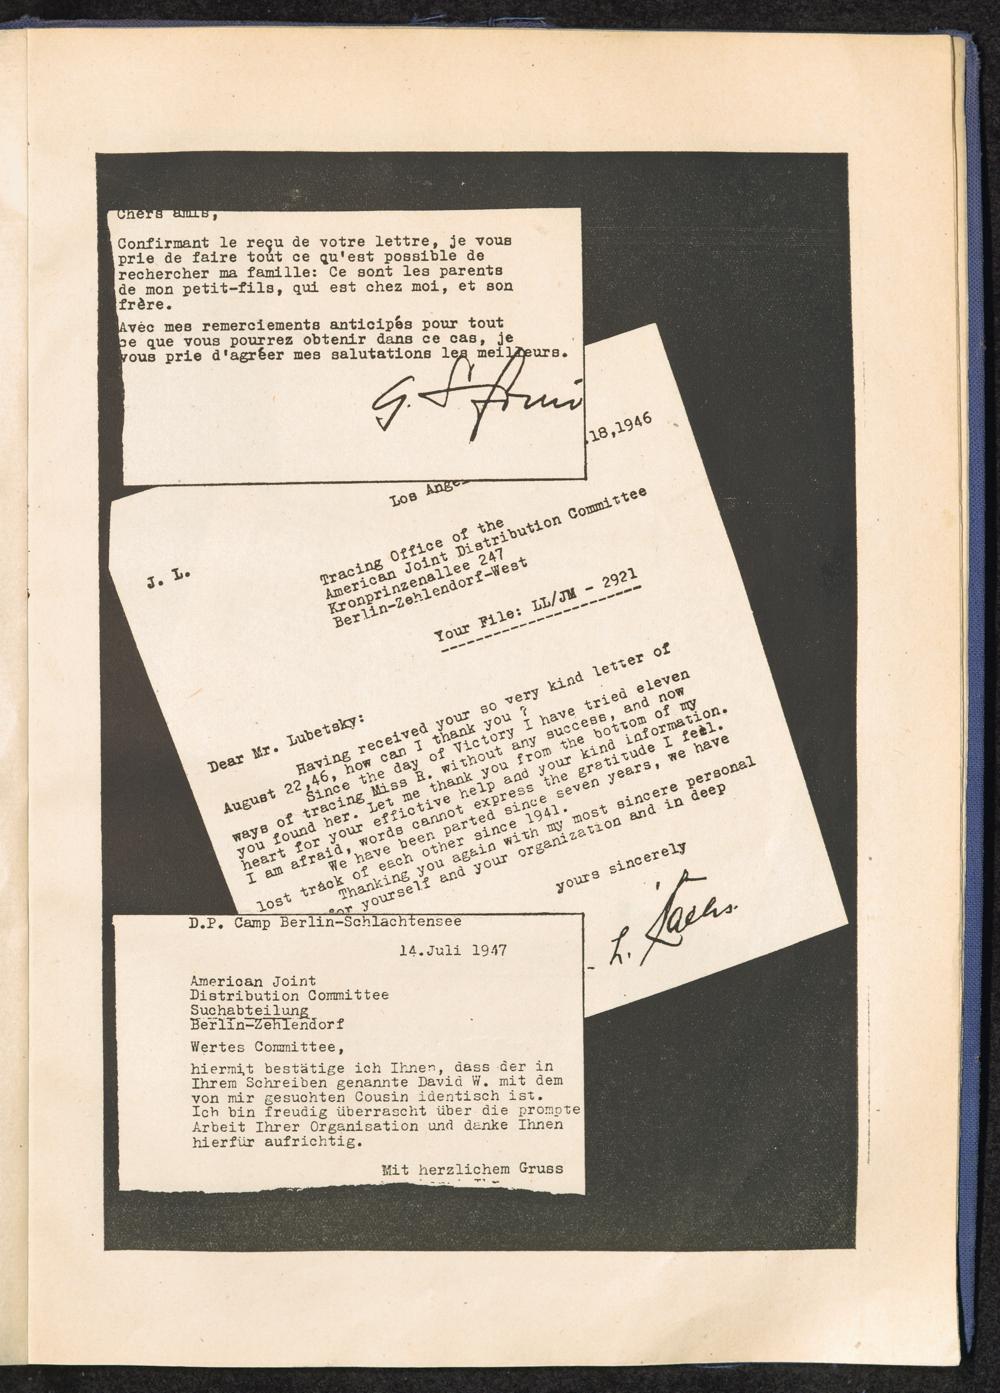 Chers amis,
Confirmant le reçu de votre lettre, je vous
prie de faire tout ce qu'est possible de
rechercher ma famille: Ce sont les parents
de mon petit-fils, qui est chez moi, et son
frère.
Avec mes remerciements anticipés pour tout
ce que vous pourrez obtenir dans ce cas, je
vous prie d'agréer mes salutations les meilleurs.
G.
.18,1946
Los Ange
J. L.
Tracing Office of the
American Joint Distribution Committee
Kronprinzenallee 247
Berlin-Zehlendorf-West
Your File: LL/JM - 2921
Dear Mr. Lubetsky:
Having received your so very kind letter of
August 22,46, how can I thank you ?
Since the day of Victory I have tried eleven
ways of tracing Miss R. without any success, and now
you found her. Let me thank you from the bottom of my
heart for your effictive help and your kind information.
I am afraid, words cannot express the gratitude I feel.
We have been parted since seven years, we have
lost track of each other since 1941.
Thanking you again with my most sincere personal
for yourself and your organization and in deep
yours sincerely
- L. Sachs.
D.P. Camp Berlin-Schlachtensee
14.Juli 1947
American Joint
Distribution Committee
Suchabteilung
Berlin-Zehlendorf
Wertes Committee,
hiermit bestätige ich Ihnen, dass der in
Ihrem Schreiben genannte David W. mit dem
von mir gesuchten Cousin identisch ist.
Ich bin freudig überrascht über die prompte
Arbeit Ihrer Organisation und danke Ihnen
hierfür aufrichtig.
Mit herzlichem Gruss